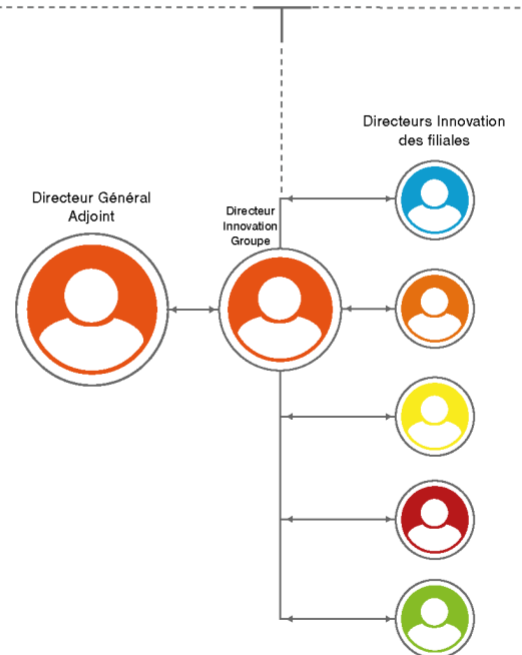 Directeurs Innovation
des filiales
Directeur Général
Adjoint
Directeur
Innovation
Groupe